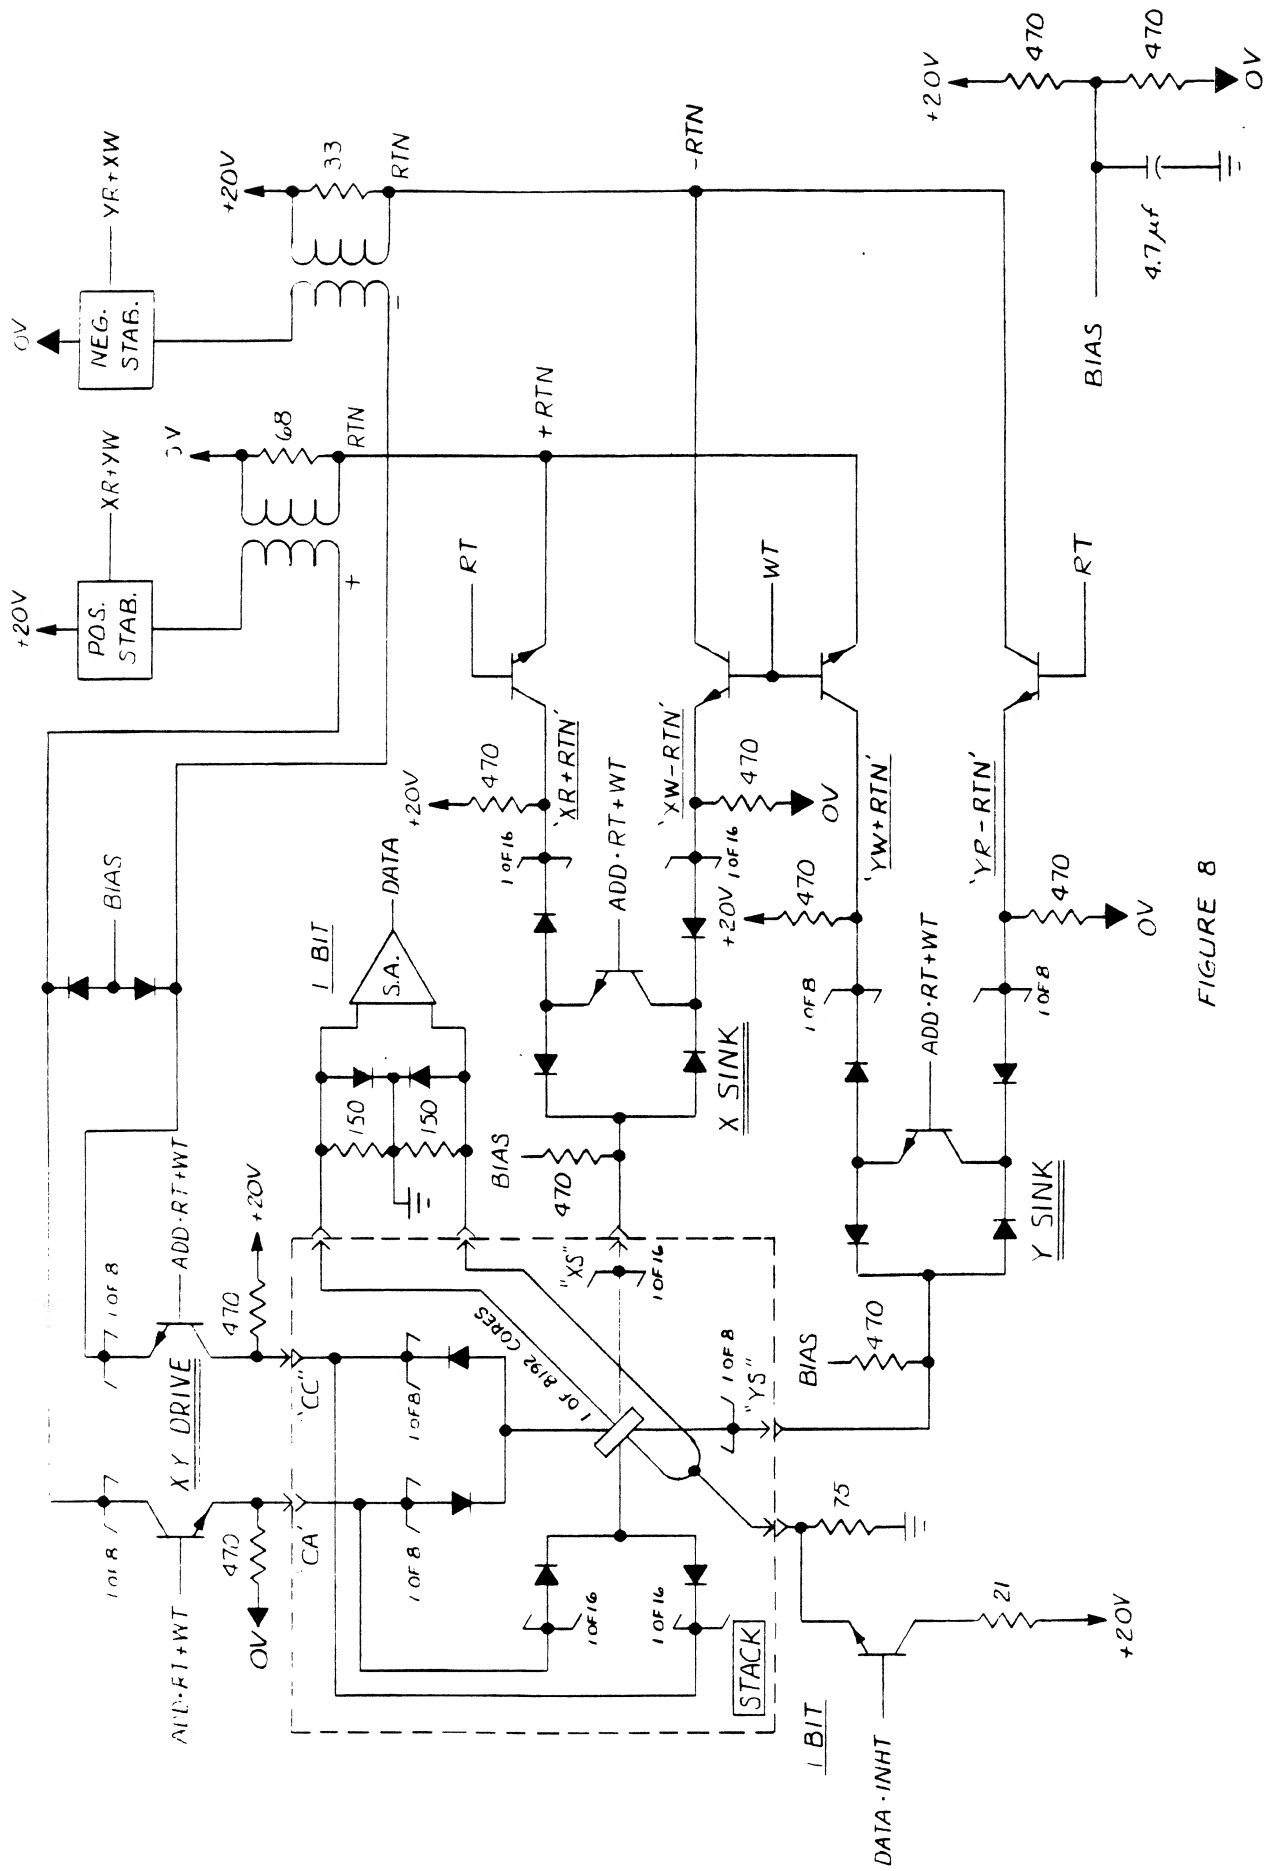 0V
NEG.
STAB.
YR+XW
+20V
33
RTN
-RTN
+20V
POS.
STAB.
XR+YW
68
RTN
+
-
+RTN
BIAS
1 OF 8
1 OF 8
ADD·RT+WT
XY DRIVE
470
+20V
470
0V
"CC"
'CA'
1 OF 8
1 OF 8
1 OF 8192 CORES
1 OF 16
1 OF 16
STACK
"XS"
1 OF 16
1 OF 8
"YS"
1 BIT
S.A.
DATA
150
150
BIAS
470
X SINK
ADD·RT+WT
1 OF 16
+20V
470
'XR+RTN'
RT
1 OF 16
'XW-RTN'
470
0V
WT
BIAS
470
Y SINK
ADD·RT+WT
1 OF 8
+20V
470
'YW+RTN'
1 OF 8
'YR-RTN'
470
0V
RT
1 BIT
DATA·INHT
75
21
+20V
BIAS
4.7µf
+20V
470
470
0V
FIGURE 8